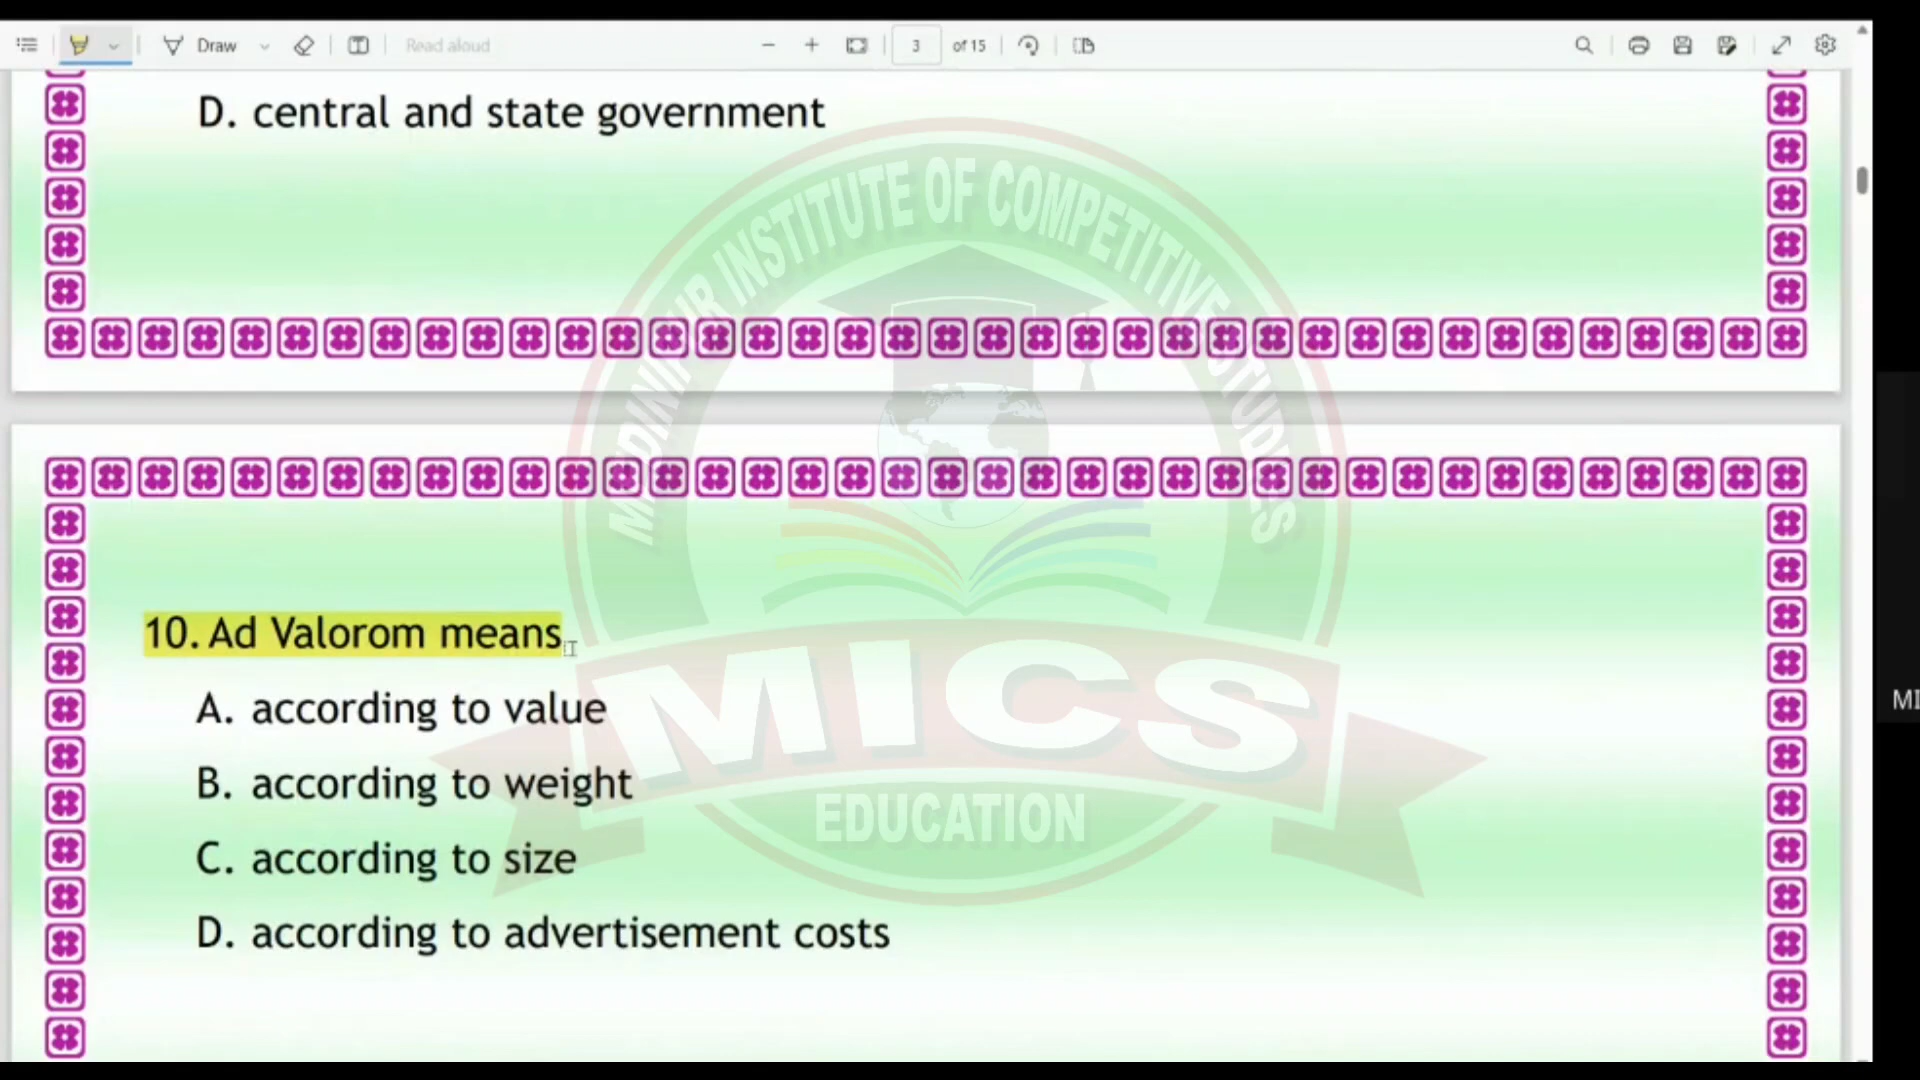 Draw
Read aloud
3 of 15
D. central and state government
MIDINIPUR INSTITUTE OF COMPETITIVE STUDIES
10. Ad Valorom means
A. according to value
B. according to weight
C. according to size
D. according to advertisement costs
MICS
EDUCATION
MI